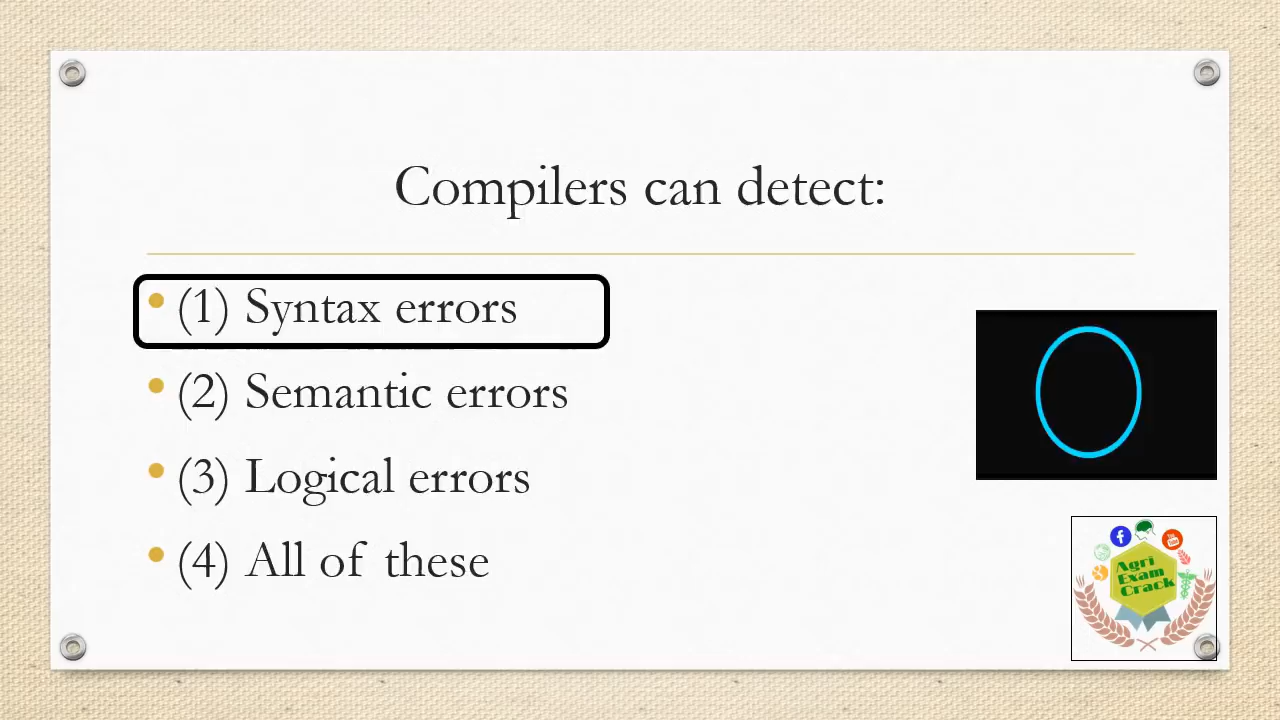 Compilers can detect:
(1) Syntax errors
(2) Semantic errors
(3) Logical errors
(4) All of these
Agri
Exam
Crack